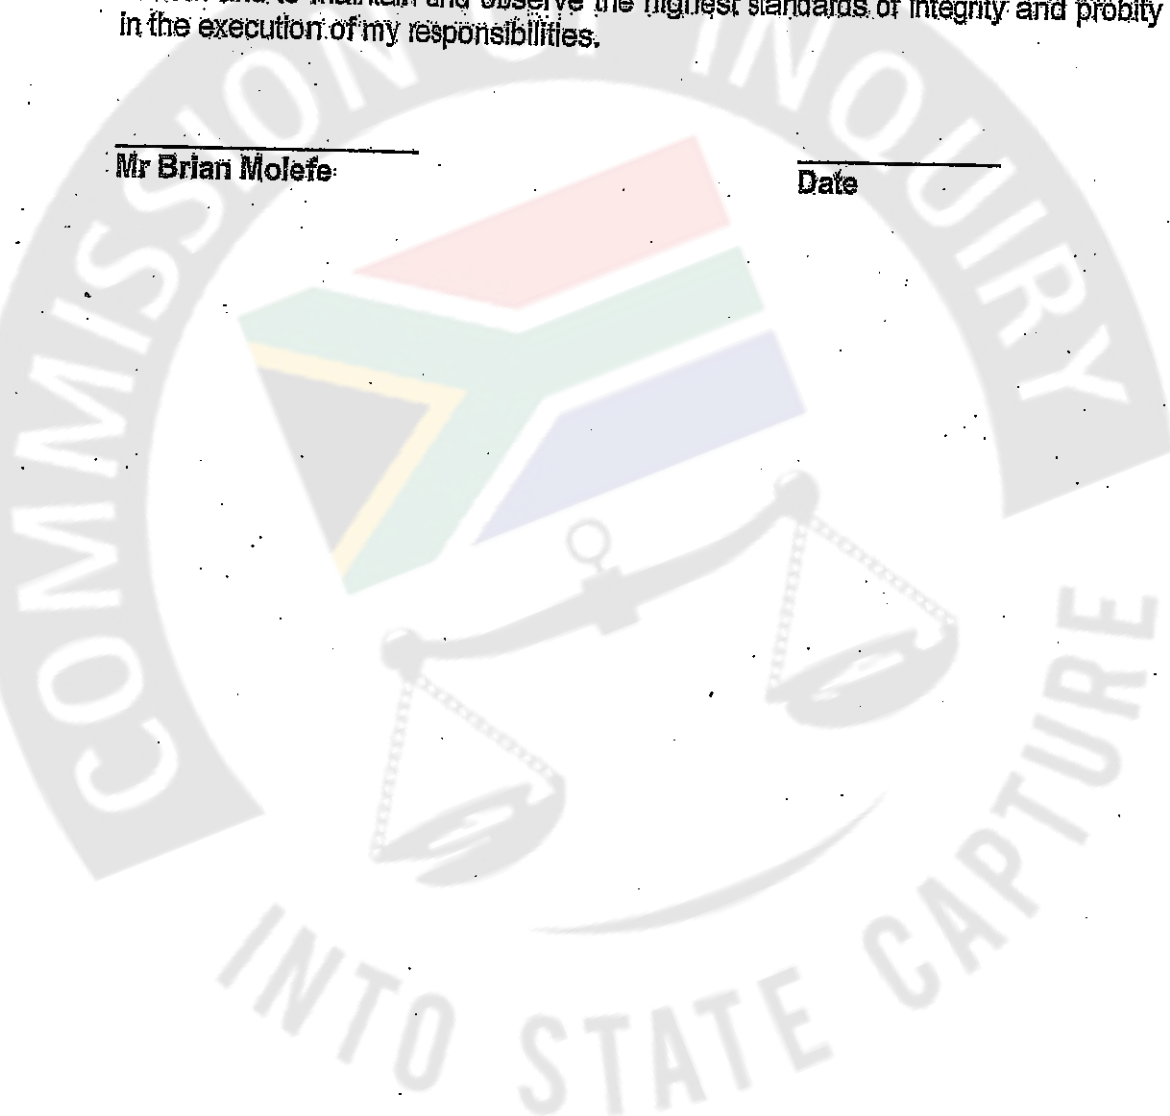 and to maintain and observe the highest standards of integrity and probity
in the execution of my responsibilities.
Mr Brian Molefe
Date
COMMISSION OF INQUIRY
INTO STATE CAPTURE